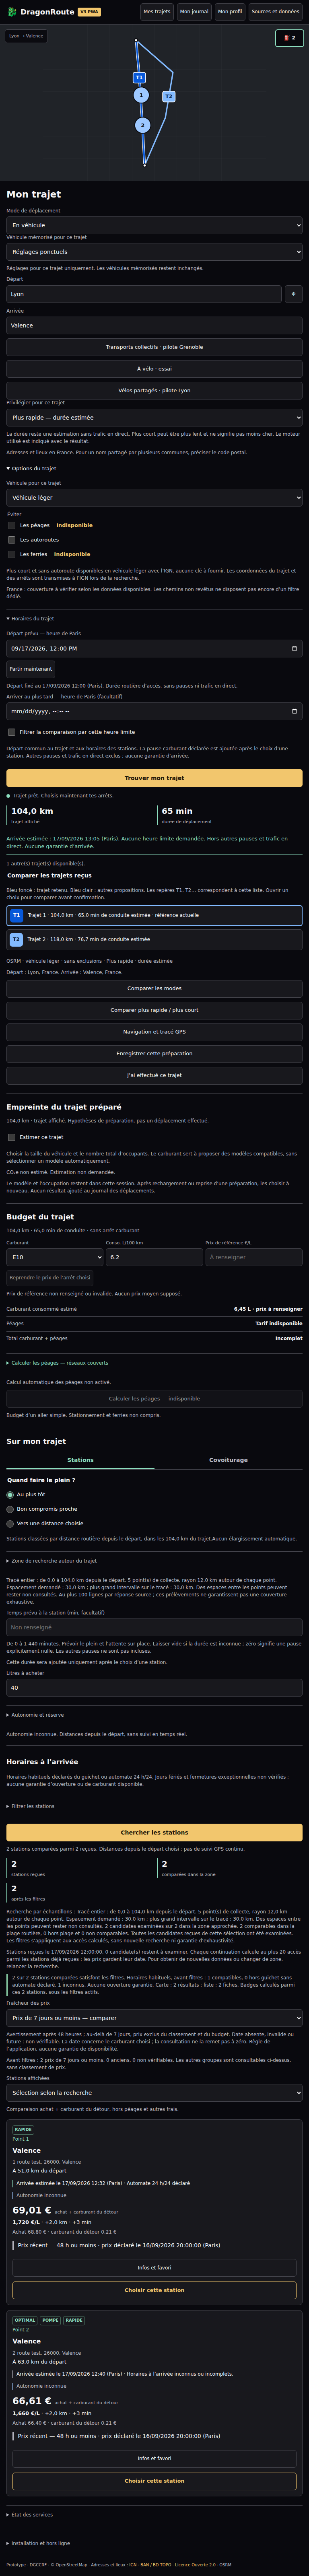 DragonRoute V3 PMA
Mes trajets
Mon journal
Mon profil
Sources et données
Lyon → Valence
⛽ 2
T1
1
T2
2
Mon trajet
Mode de déplacement
En véhicule
Véhicule mémorisé pour ce trajet
Réglages ponctuels
Réglages pour ce trajet uniquement. Les véhicules mémorisés restent inchangés.
Départ
Lyon
Arrivée
Valence
Transports collectifs · pilote Grenoble
À vélo · essai
Vélos partagés · pilote Lyon
Privilégier pour ce trajet
Plus rapide — durée estimée
La durée reste une estimation sans trafic en direct. Plus court peut être plus lent et ne signifie pas moins cher. Le moteur
utilisé est indiqué avec le résultat.
Adresses et lieux en France. Pour un nom partagé par plusieurs communes, préciser le code postal.
▼ Options du trajet
Véhicule pour ce trajet
Véhicule léger
Éviter
Les péages Indisponible
Les autoroutes
Les ferries Indisponible
Plus court et sans autoroute disponibles en véhicule léger avec l'IGN, aucune clé à fournir. Les coordonnées du trajet et
des arrêts sont transmises à l'IGN lors de la recherche.
France : couverture à vérifier selon les données disponibles. Les chemins non revêtus ne disposent pas encore d'un filtre
dédié.
▼ Horaires du trajet
Départ prévu — heure de Paris
09/17/2026, 12:00 PM
Partir maintenant
Départ fixé au 17/09/2026 12:00 (Paris). Durée routière d'accès, sans pauses ni trafic en direct.
Arriver au plus tard — heure de Paris (facultatif)
mm/dd/yyyy, --:-- --
Filtrer la comparaison par cette heure limite
Départ commun au trajet et aux horaires des stations. La pause carburant déclarée est ajoutée après le choix d'une
station. Autres pauses et trafic en direct exclus ; aucune garantie d'arrivée.
Trouver mon trajet
Trajet prêt. Choisis maintenant tes arrêts.
104,0 km
trajet affiché
65 min
durée de déplacement
Arrivée estimée : 17/09/2026 13:05 (Paris). Aucune heure limite demandée. Hors autres pauses et trafic en
direct. Aucune garantie d'arrivée.
1 autre(s) trajet(s) disponible(s).
Comparer les trajets reçus
Bleu foncé : trajet retenu. Bleu clair : autres propositions. Les repères T1, T2… correspondent à cette liste. Ouvrir un
choix pour comparer avant confirmation.
T1 Trajet 1 · 104,0 km · 65,0 min de conduite estimée · référence actuelle
T2 Trajet 2 · 118,0 km · 76,7 min de conduite estimée
OSRM · véhicule léger · sans exclusions · Plus rapide · durée estimée
Départ : Lyon, France. Arrivée : Valence, France.
Comparer les modes
Comparer plus rapide / plus court
Navigation et tracé GPS
Enregistrer cette préparation
J'ai effectué ce trajet
Empreinte du trajet préparé
104,0 km · trajet affiché. Hypothèses de préparation, pas un déplacement effectué.
Estimer ce trajet
Choisir la taille du véhicule et le nombre total d'occupants. Le carburant sert à proposer des modèles compatibles, sans
sélectionner un modèle automatiquement.
CO₂e non estimé. Estimation non demandée.
Le modèle et l'occupation restent dans cette session. Après rechargement ou reprise d'une préparation, les choisir à
nouveau. Aucun résultat ajouté au journal des déplacements.
Budget du trajet
104,0 km · 65,0 min de conduite · sans arrêt carburant
Carburant
Conso. L/100 km
Prix de référence €/L
E10
6.2
À renseigner
Reprendre le prix de l'arrêt choisi
Prix de référence non renseigné ou invalide. Aucun prix moyen supposé.
Carburant consommé estimé 6,45 L · prix à renseigner
Péages Tarif indisponible
Total carburant + péages Incomplet
▶ Calculer les péages — réseaux couverts
Calcul automatique des péages non activé.
Calculer les péages — indisponible
Budget d'un aller simple. Stationnement et ferries non compris.
Sur mon trajet
Stations
Covoiturage
Quand faire le plein ?
Au plus tôt
Bon compromis proche
Vers une distance choisie
Stations classées par distance routière depuis le départ, dans les 104,0 km du trajet.Aucun élargissement automatique.
▶ Zone de recherche autour du trajet
Tracé entier : de 0,0 à 104,0 km depuis le départ. 5 point(s) de collecte, rayon 12,0 km autour de chaque point.
Espacement demandé : 30,0 km ; plus grand intervalle sur le tracé : 30,0 km. Des espaces entre les points peuvent
rester non consultés. Au plus 100 lignes par réponse source ; ces prélèvements ne garantissent pas une couverture
exhaustive.
Temps prévu à la station (min, facultatif)
Non renseigné
De 0 à 1 440 minutes. Prévoir le plein et l'attente sur place. Laisser vide si la durée est inconnue ; zéro signifie une pause
explicitement nulle. Les autres pauses ne sont pas incluses.
Cette durée sera ajoutée uniquement après le choix d'une station.
Litres à acheter
40
▶ Autonomie et réserve
Autonomie inconnue. Distances depuis le départ, sans suivi en temps réel.
Horaires à l'arrivée
Horaires habituels déclarés du guichet ou automate 24 h/24. Jours fériés et fermetures exceptionnelles non vérifiés ;
aucune garantie d'ouverture ou de carburant disponible.
▶ Filtrer les stations
Chercher les stations
2 stations comparées parmi 2 reçues. Distances depuis le départ choisi ; pas de suivi GPS continu.
2
stations reçues
2
comparées dans la zone
2
après les filtres
Recherche par échantillons : Tracé entier : de 0,0 à 104,0 km depuis le départ. 5 point(s) de collecte, rayon 12,0 km
autour de chaque point. Espacement demandé : 30,0 km ; plus grand intervalle sur le tracé : 30,0 km. Des espaces entre
les points peuvent rester non consultés. 2 candidates examinées sur 2 dans la zone approchée. 2 comparables dans la
plage routière, 0 hors plage et 0 non comparables. Toutes les candidates reçues de cette sélection ont été examinées.
Les filtres s'appliquent aux accès calculés, sans nouvelle recherche ni garantie d'exhaustivité.
Stations reçues le 17/09/2026 12:00:00. 0 candidate(s) restent à examiner. Chaque continuation calcule au plus 20 accès
parmi les stations déjà reçues ; les prix gardent leur date. Pour obtenir de nouvelles données ou changer de zone,
relancer la recherche.
2 sur 2 stations comparées satisfont les filtres. Horaires habituels, avant filtres : 1 compatibles, 0 hors guichet sans
automate déclaré, 1 inconnus. Aucune ouverture garantie. Carte : 2 résultats ; liste : 2 fiches. Badges calculés parmi
ces 2 stations, sous les filtres actifs.
Fraîcheur des prix
Prix de 7 jours ou moins — comparer
Avertissement après 48 heures ; au-delà de 7 jours, prix exclus du classement et du budget. Date absente, invalide ou
future : non vérifiable. La date concerne le carburant choisi ; la consultation ne la remet pas à zéro. Règle de
l'application, aucune garantie de disponibilité.
Avant filtres : 2 prix de 7 jours ou moins, 0 anciens, 0 non vérifiables. Les autres groupes sont consultables ci-dessus,
sans classement de prix.
Stations affichées
Sélection selon la recherche
Comparaison achat + carburant du détour, hors péages et autres frais.
RAPIDE
Point 1
Valence
1 route test, 26000, Valence
À 51,0 km du départ
Arrivée estimée le 17/09/2026 12:32 (Paris) · Automate 24 h/24 déclaré
Autonomie inconnue
69,01 € achat + carburant du détour
1,720 €/L · +2,0 km · +3 min
Achat 68,80 € · carburant du détour 0,21 €
Prix récent — 48 h ou moins · prix déclaré le 16/09/2026 20:00:00 (Paris)
Infos et favori
Choisir cette station
OPTIMAL POMPE RAPIDE
Point 2
Valence
2 route test, 26000, Valence
À 63,0 km du départ
Arrivée estimée le 17/09/2026 12:40 (Paris) · Horaires à l'arrivée inconnus ou incomplets.
Autonomie inconnue
66,61 € achat + carburant du détour
1,660 €/L · +2,0 km · +3 min
Achat 66,40 € · carburant du détour 0,21 €
Prix récent — 48 h ou moins · prix déclaré le 16/09/2026 20:00:00 (Paris)
Infos et favori
Choisir cette station
▶ État des services
▶ Installation et hors ligne
Prototype · DGCCRF · © OpenStreetMap · Adresses et lieux : IGN · BAN / BD TOPO · Licence Ouverte 2.0 · OSRM